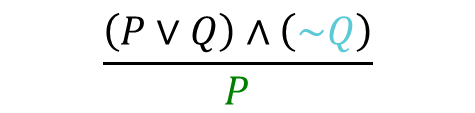 (P ∨ Q) ∧ (~Q)
P